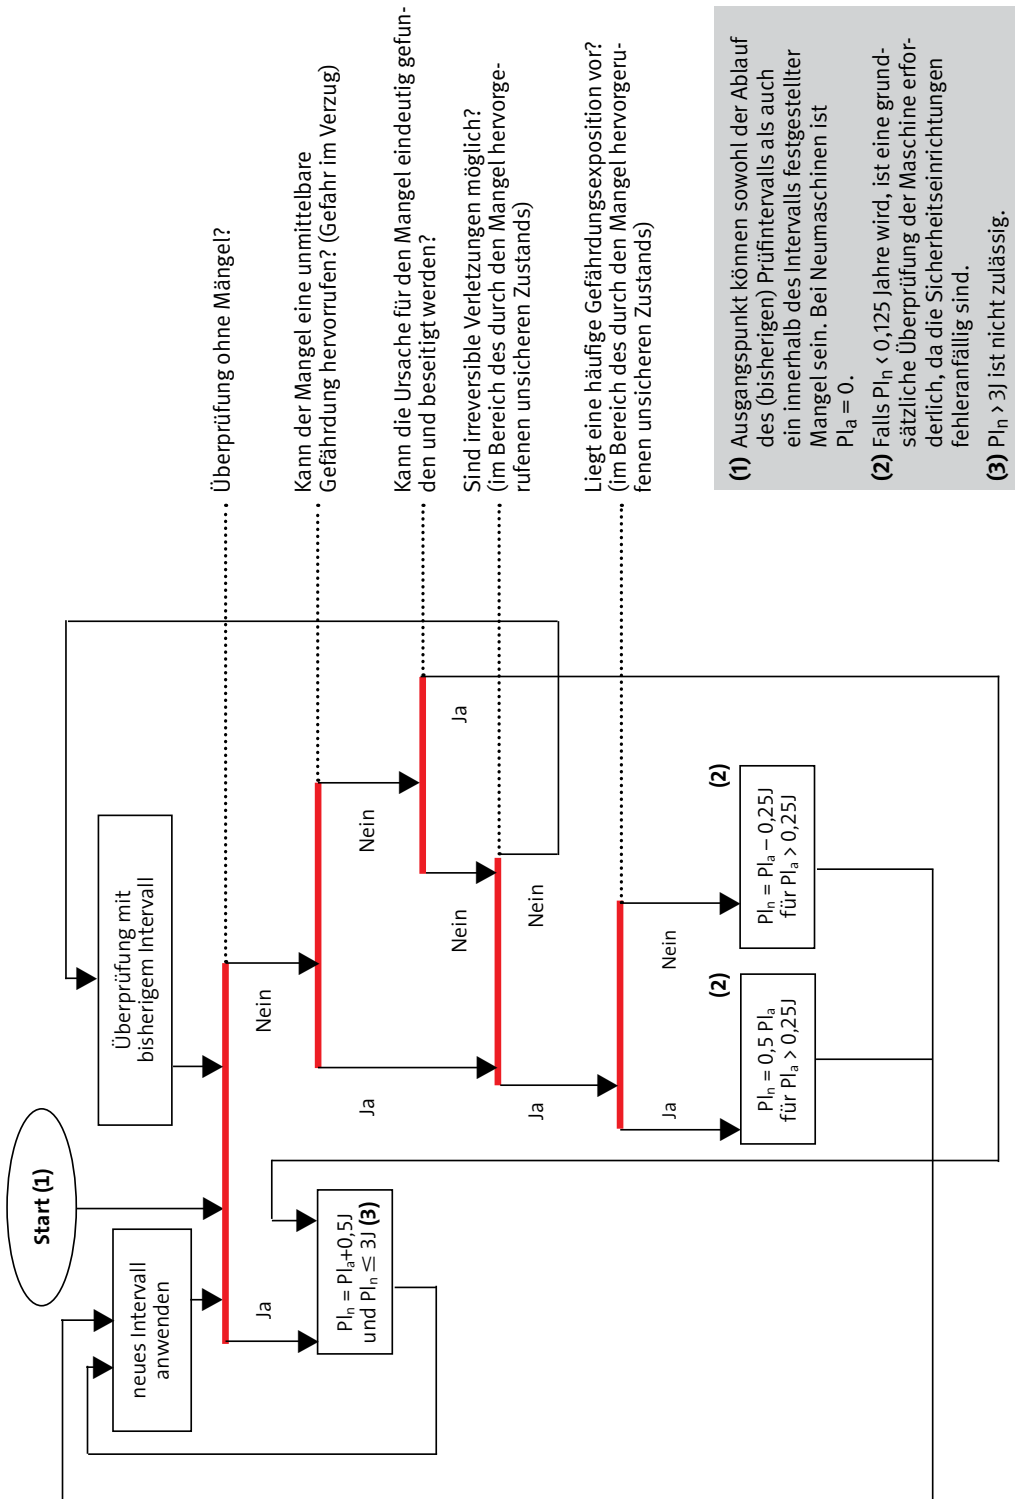 Start (1)
neues Intervall
anwenden
Überprüfung mit
bisherigem Intervall
Überprüfung ohne Mängel?
Ja
Nein
Kann der Mangel eine unmittelbare
Gefährdung hervorrufen? (Gefahr im Verzug)
Ja
Nein
Kann die Ursache für den Mangel eindeutig gefun-
den und beseitigt werden?
Nein
Ja
Sind irreversible Verletzungen möglich?
(im Bereich des durch den Mangel hervorge-
rufenen unsicheren Zustands)
Ja
Nein
Liegt eine häufige Gefährdungsexposition vor?
(im Bereich des durch den Mangel hervorgeru-
fenen unsicheren Zustands)
Ja
Nein
PIn = PIa+0,5J
und PIn ≤ 3J (3)
(2)
PIn = 0,5 PIa
für PIa > 0,25J
(2)
PIn = PIa – 0,25J
für PIa > 0,25J
(1) Ausgangspunkt können sowohl der Ablauf
des (bisherigen) Prüfintervalls als auch
ein innerhalb des Intervalls festgestellter
Mangel sein. Bei Neumaschinen ist
PIa = 0.
(2) Falls PIn < 0,125 Jahre wird, ist eine grund-
sätzliche Überprüfung der Maschine erfor-
derlich, da die Sicherheitseinrichtungen
fehleranfällig sind.
(3) PIn > 3J ist nicht zulässig.